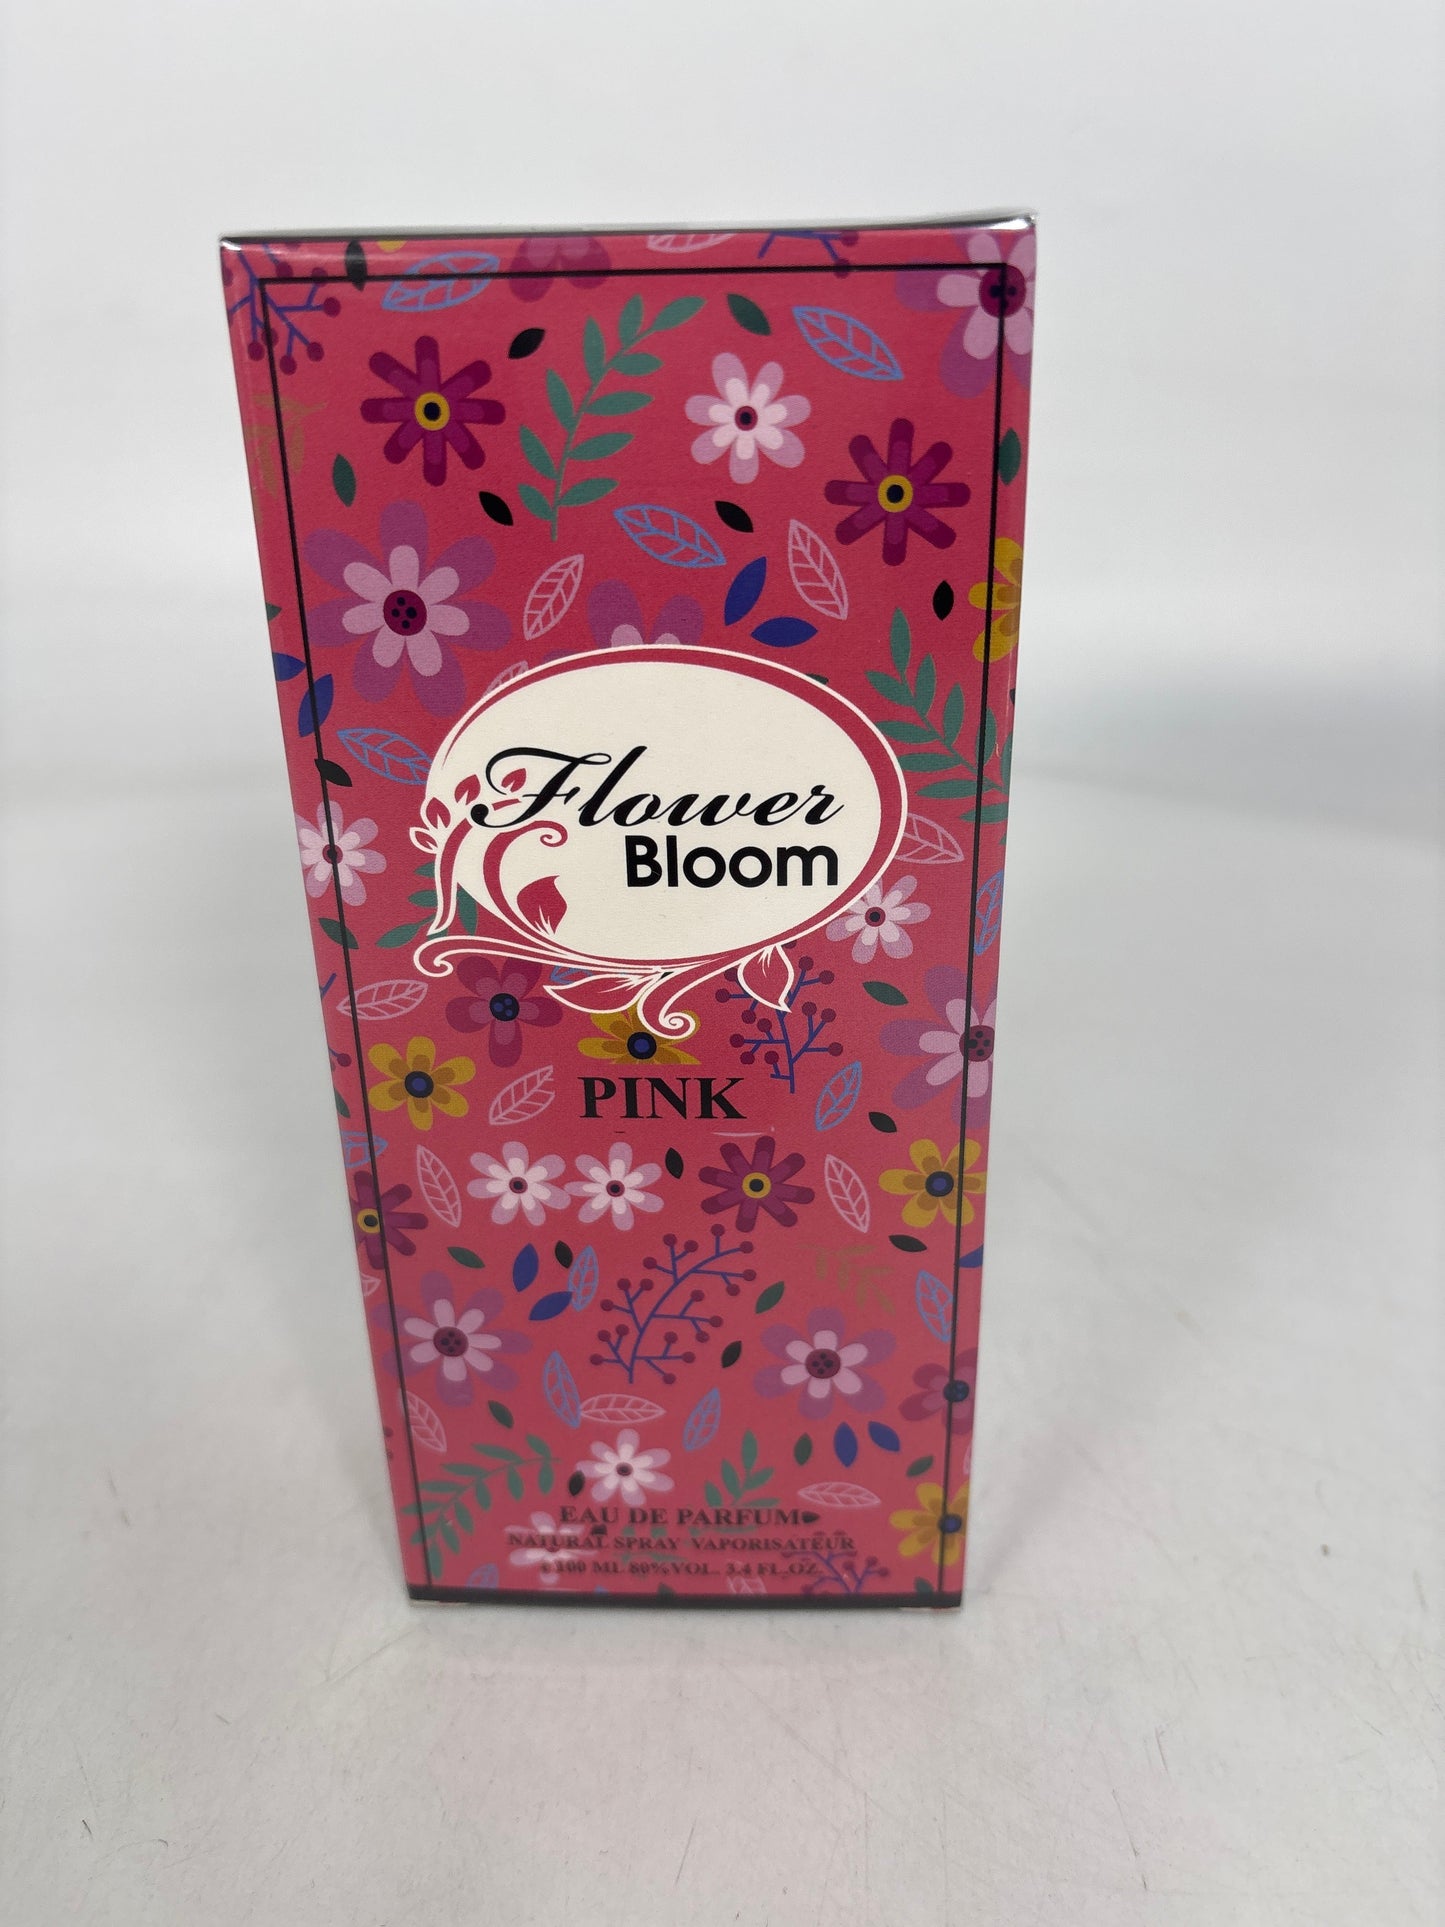 Flower
Bloom
PINK
EAU DE PARFUM
NATURAL SPRAY VAPORISATEUR
e 100 ML 80% VOL. 3.4 FL.OZ.